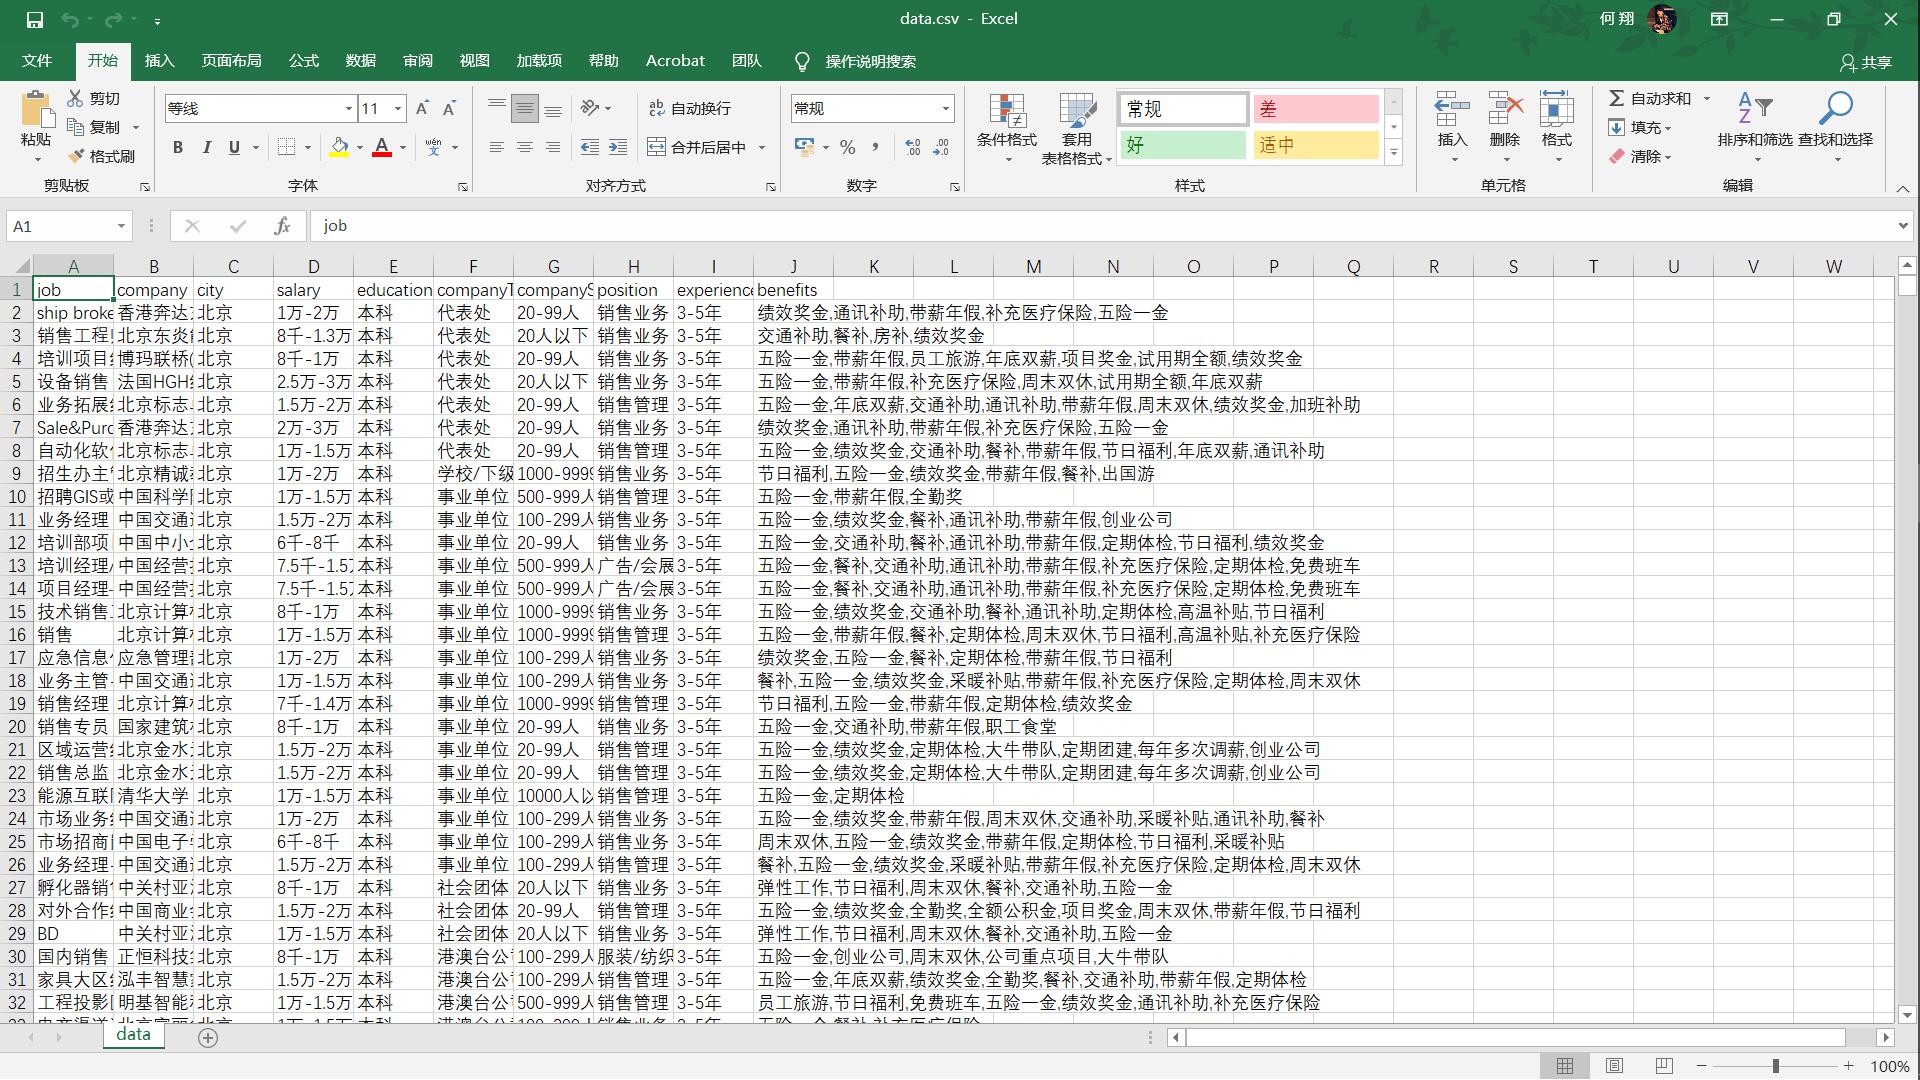 data.csv - Excel
何 翔
文件 开始 插入 页面布局 公式 数据 审阅 视图 加载项 帮助 Acrobat 团队 操作说明搜索 共享
粘贴 剪切 复制 格式刷 剪贴板
等线 11 B I U wén 文 字体
自动换行 合并后居中 对齐方式
常规 % 数字
条件格式 套用 表格格式 常规 差 好 适中 样式
插入 删除 格式 单元格
自动求和 填充 清除 排序和筛选 查找和选择 编辑
A1 fx job
A B C D E F G H I J K L M N O P Q R S T U V W
1 job company city salary education companyT companyS position experience benefits
2 ship broke 香港奔达 北京 1万-2万 本科 代表处 20-99人 销售业务 3-5年 绩效奖金,通讯补助,带薪年假,补充医疗保险,五险一金
3 销售工程 北京东炎 北京 8千-1.3万 本科 代表处 20人以下 销售业务 3-5年 交通补助,餐补,房补,绩效奖金
4 培训项目 博玛联桥( 北京 8千-1万 本科 代表处 20-99人 销售业务 3-5年 五险一金,带薪年假,员工旅游,年底双薪,项目奖金,试用期全额,绩效奖金
5 设备销售 法国HGH 北京 2.5万-3万 本科 代表处 20人以下 销售业务 3-5年 五险一金,带薪年假,补充医疗保险,周末双休,试用期全额,年底双薪
6 业务拓展 北京标志 北京 1.5万-2万 本科 代表处 20-99人 销售管理 3-5年 五险一金,年底双薪,交通补助,通讯补助,带薪年假,周末双休,绩效奖金,加班补助
7 Sale&Purc 香港奔达 北京 2万-3万 本科 代表处 20-99人 销售业务 3-5年 绩效奖金,通讯补助,带薪年假,补充医疗保险,五险一金
8 自动化软 北京标志 北京 1万-1.5万 本科 代表处 20-99人 销售管理 3-5年 五险一金,绩效奖金,交通补助,餐补,带薪年假,节日福利,年底双薪,通讯补助
9 招生办主 北京精诚 北京 1万-2万 本科 学校/下级 1000-9999 销售业务 3-5年 节日福利,五险一金,绩效奖金,带薪年假,餐补,出国游
10 招聘GIS或 中国科学 北京 1万-1.5万 本科 事业单位 500-999人 销售管理 3-5年 五险一金,带薪年假,全勤奖
11 业务经理 中国交通 北京 1.5万-2万 本科 事业单位 100-299人 销售业务 3-5年 五险一金,绩效奖金,餐补,通讯补助,带薪年假,创业公司
12 培训部项 中国中小 北京 6千-8千 本科 事业单位 20-99人 销售业务 3-5年 五险一金,交通补助,餐补,通讯补助,带薪年假,定期体检,节日福利,绩效奖金
13 培训经理 中国经营 北京 7.5千-1.5 本科 事业单位 500-999人 广告/会展 3-5年 五险一金,餐补,交通补助,通讯补助,带薪年假,补充医疗保险,定期体检,免费班车
14 项目经理 中国经营 北京 7.5千-1.5 本科 事业单位 500-999人 广告/会展 3-5年 五险一金,餐补,交通补助,通讯补助,带薪年假,补充医疗保险,定期体检,免费班车
15 技术销售 北京计算 北京 8千-1万 本科 事业单位 1000-9999 销售业务 3-5年 五险一金,绩效奖金,交通补助,餐补,通讯补助,定期体检,高温补贴,节日福利
16 销售 北京计算 北京 1万-1.5万 本科 事业单位 1000-9999 销售管理 3-5年 五险一金,带薪年假,餐补,定期体检,周末双休,节日福利,高温补贴,补充医疗保险
17 应急信息 应急管理 北京 1万-2万 本科 事业单位 100-299人 销售业务 3-5年 绩效奖金,五险一金,餐补,定期体检,带薪年假,节日福利
18 业务主管 中国交通 北京 1万-1.5万 本科 事业单位 100-299人 销售业务 3-5年 餐补,五险一金,绩效奖金,采暖补贴,带薪年假,补充医疗保险,定期体检,周末双休
19 销售经理 北京计算 北京 7千-1.4万 本科 事业单位 1000-9999 销售管理 3-5年 节日福利,五险一金,带薪年假,定期体检,绩效奖金
20 销售专员 国家建筑 北京 8千-1万 本科 事业单位 20-99人 销售业务 3-5年 五险一金,交通补助,带薪年假,职工食堂
21 区域运营 北京金水 北京 1.5万-2万 本科 事业单位 20-99人 销售管理 3-5年 五险一金,绩效奖金,定期体检,大牛带队,定期团建,每年多次调薪,创业公司
22 销售总监 北京金水 北京 1.5万-2万 本科 事业单位 20-99人 销售管理 3-5年 五险一金,绩效奖金,定期体检,大牛带队,定期团建,每年多次调薪,创业公司
23 能源互联 清华大学 北京 1万-1.5万 本科 事业单位 10000人以 销售管理 3-5年 五险一金,定期体检
24 市场业务 中国交通 北京 1万-2万 本科 事业单位 100-299人 销售业务 3-5年 五险一金,绩效奖金,带薪年假,周末双休,交通补助,采暖补贴,通讯补助,餐补
25 市场招商 中国电子 北京 6千-8千 本科 事业单位 100-299人 销售业务 3-5年 周末双休,五险一金,绩效奖金,带薪年假,定期体检,节日福利,采暖补贴
26 业务经理 中国交通 北京 1.5万-2万 本科 事业单位 100-299人 销售管理 3-5年 餐补,五险一金,绩效奖金,采暖补贴,带薪年假,补充医疗保险,定期体检,周末双休
27 孵化器销 中关村亚 北京 8千-1万 本科 社会团体 20人以下 销售业务 3-5年 弹性工作,节日福利,周末双休,餐补,交通补助,五险一金
28 对外合作 中国商业 北京 1.5万-2万 本科 社会团体 20-99人 销售管理 3-5年 五险一金,绩效奖金,全勤奖,全额公积金,项目奖金,周末双休,带薪年假,节日福利
29 BD 中关村亚 北京 1万-1.5万 本科 社会团体 20人以下 销售业务 3-5年 弹性工作,节日福利,周末双休,餐补,交通补助,五险一金
30 国内销售 正恒科技 北京 8千-1万 本科 港澳台公 100-299人 服装/纺织 3-5年 五险一金,创业公司,周末双休,公司重点项目,大牛带队
31 家具大区 泓丰智慧 北京 1.5万-2万 本科 港澳台公 100-299人 销售管理 3-5年 五险一金,年底双薪,绩效奖金,全勤奖,餐补,交通补助,带薪年假,定期体检
32 工程投影 明基智能 北京 1万-1.5万 本科 港澳台公 500-999人 销售管理 3-5年 员工旅游,节日福利,免费班车,五险一金,绩效奖金,通讯补助,补充医疗保险
data
100%